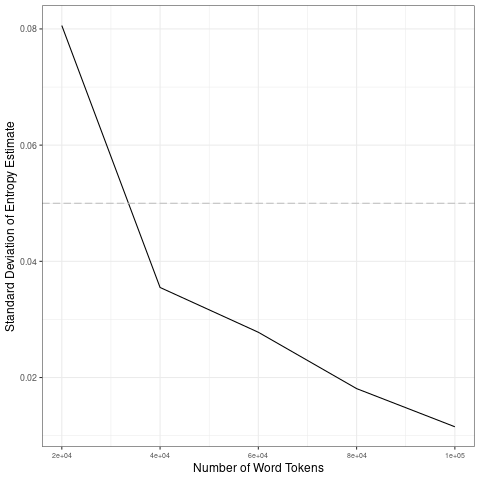 Standard Deviation of Entropy Estimate
0.08
0.06
0.04
0.02
2e+04 4e+04 6e+04 8e+04 1e+05
Number of Word Tokens